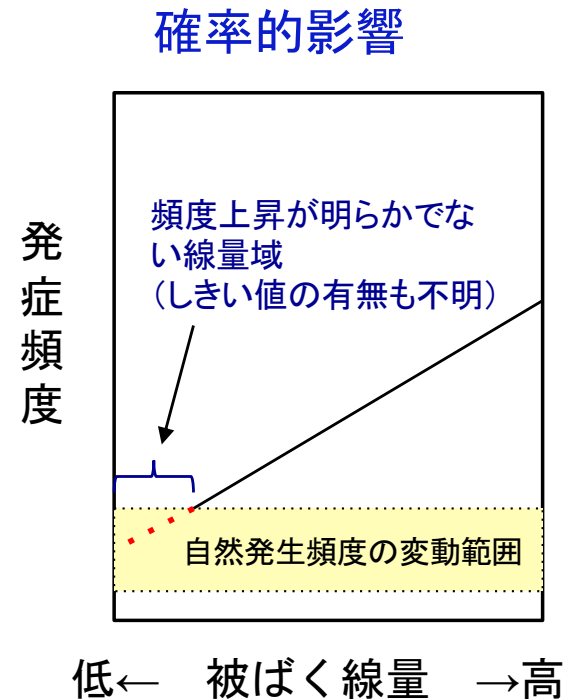 確率的影響
頻度上昇が明らかでな
い線量域
（しきい値の有無も不明）
発症頻度
自然発生頻度の変動範囲
低← 被ばく線量 →高